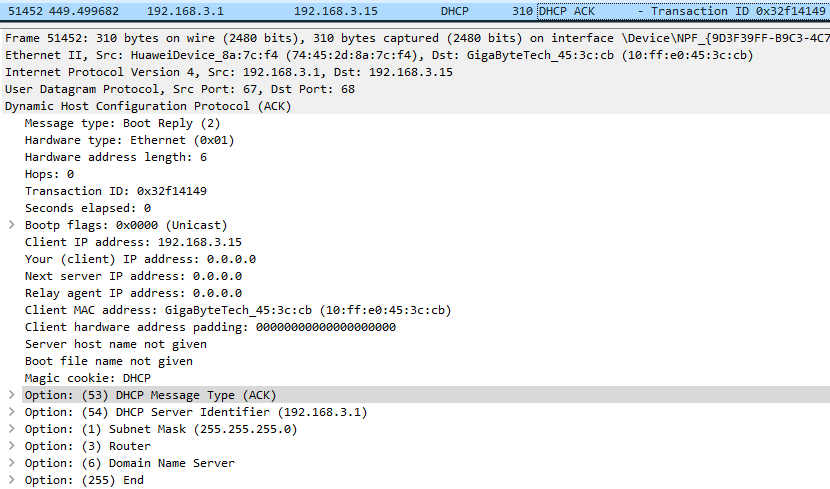 51452 449.499682 192.168.3.1 192.168.3.15 DHCP 310 DHCP ACK - Transaction ID 0x32f14149
Frame 51452: 310 bytes on wire (2480 bits), 310 bytes captured (2480 bits) on interface \Device\NPF_{9D3F39FF-B9C3-4C7
Ethernet II, Src: HuaweiDevice_8a:7c:f4 (74:45:2d:8a:7c:f4), Dst: GigaByteTech_45:3c:cb (10:ff:e0:45:3c:cb)
Internet Protocol Version 4, Src: 192.168.3.1, Dst: 192.168.3.15
User Datagram Protocol, Src Port: 67, Dst Port: 68
Dynamic Host Configuration Protocol (ACK)
Message type: Boot Reply (2)
Hardware type: Ethernet (0x01)
Hardware address length: 6
Hops: 0
Transaction ID: 0x32f14149
Seconds elapsed: 0
Bootp flags: 0x0000 (Unicast)
Client IP address: 192.168.3.15
Your (client) IP address: 0.0.0.0
Next server IP address: 0.0.0.0
Relay agent IP address: 0.0.0.0
Client MAC address: GigaByteTech_45:3c:cb (10:ff:e0:45:3c:cb)
Client hardware address padding: 00000000000000000000
Server host name not given
Boot file name not given
Magic cookie: DHCP
Option: (53) DHCP Message Type (ACK)
Option: (54) DHCP Server Identifier (192.168.3.1)
Option: (1) Subnet Mask (255.255.255.0)
Option: (3) Router
Option: (6) Domain Name Server
Option: (255) End